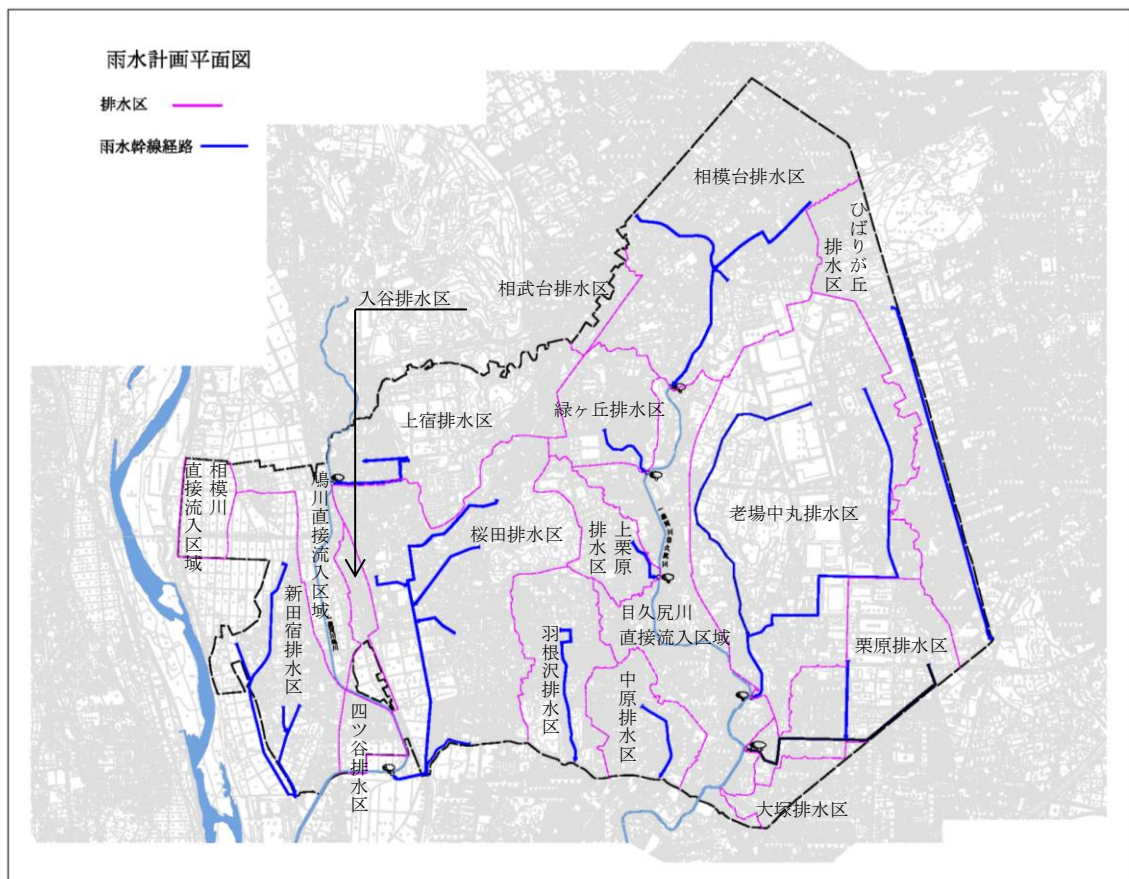 雨水計画平面図
排水区
雨水幹線経路
相模台排水区
ひばりが丘
排水区
相武台排水区
入谷排水区
上宿排水区
緑ヶ丘排水区
相模川
直接流入区域
鳩川直接流入区域
桜田排水区
上栗原
排水区
老場中丸排水区
新田宿排水区
目久尻川
直接流入区域
羽根沢排水区
中原排水区
栗原排水区
四ツ谷排水区
大塚排水区